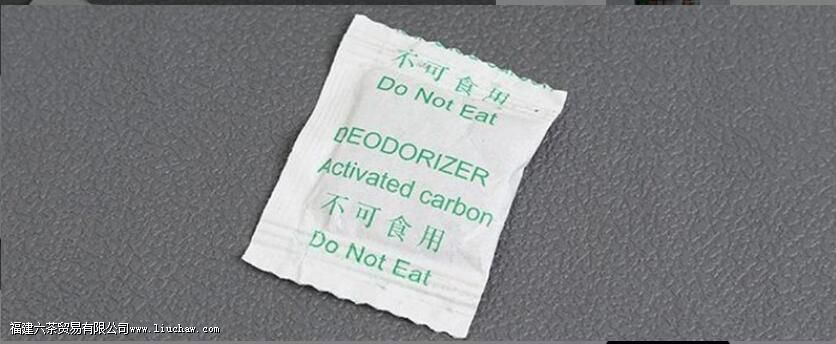 不可食用
Do Not Eat
DEODORIZER
Activated carbon
不可食用
Do Not Eat
福建六茶贸易有限公司www.liuchaw.com